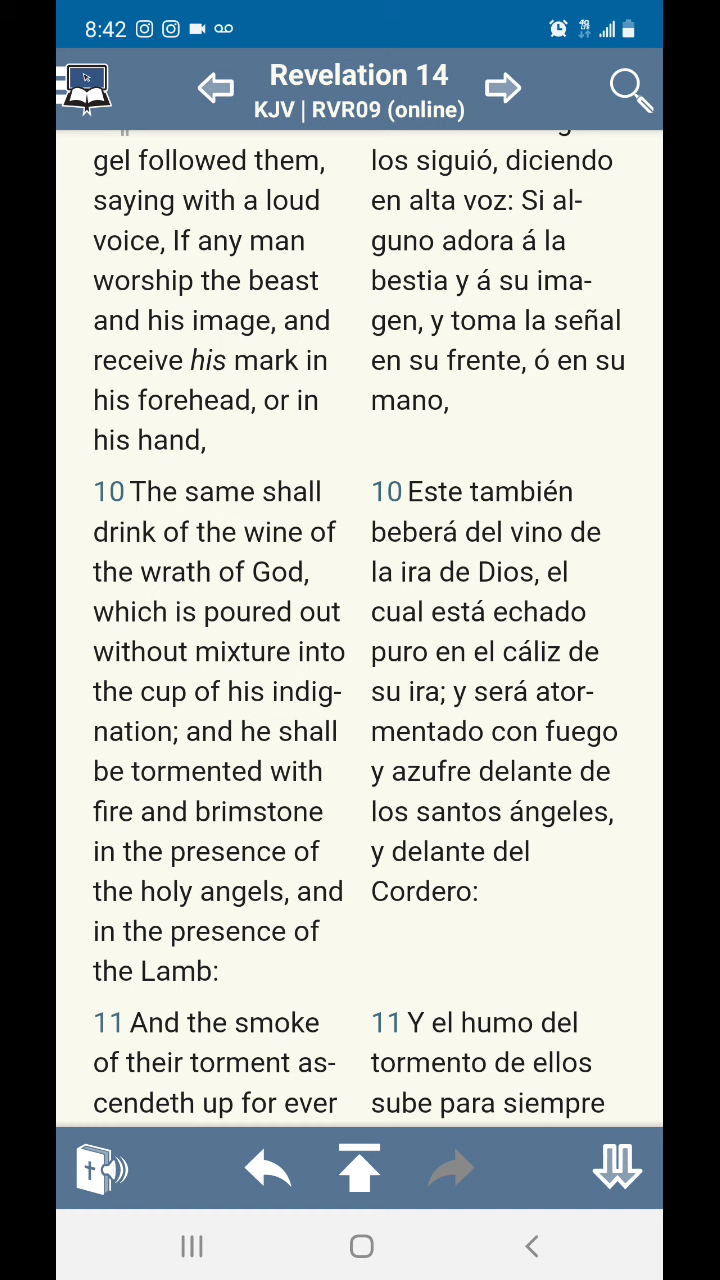 8:42
Revelation 14
KJV | RVR09 (online)
gel followed them,
saying with a loud
voice, If any man
worship the beast
and his image, and
receive his mark in
his forehead, or in
his hand,
los siguió, diciendo
en alta voz: Si al-
guno adora á la
bestia y á su ima-
gen, y toma la señal
en su frente, ó en su
mano,
10 The same shall
drink of the wine of
the wrath of God,
which is poured out
without mixture into
the cup of his indig-
nation; and he shall
be tormented with
fire and brimstone
in the presence of
the holy angels, and
in the presence of
the Lamb:
10 Este también
beberá del vino de
la ira de Dios, el
cual está echado
puro en el cáliz de
su ira; y será ator-
mentado con fuego
y azufre delante de
los santos ángeles,
y delante del
Cordero:
11 And the smoke
of their torment as-
cendeth up for ever
11 Y el humo del
tormento de ellos
sube para siempre